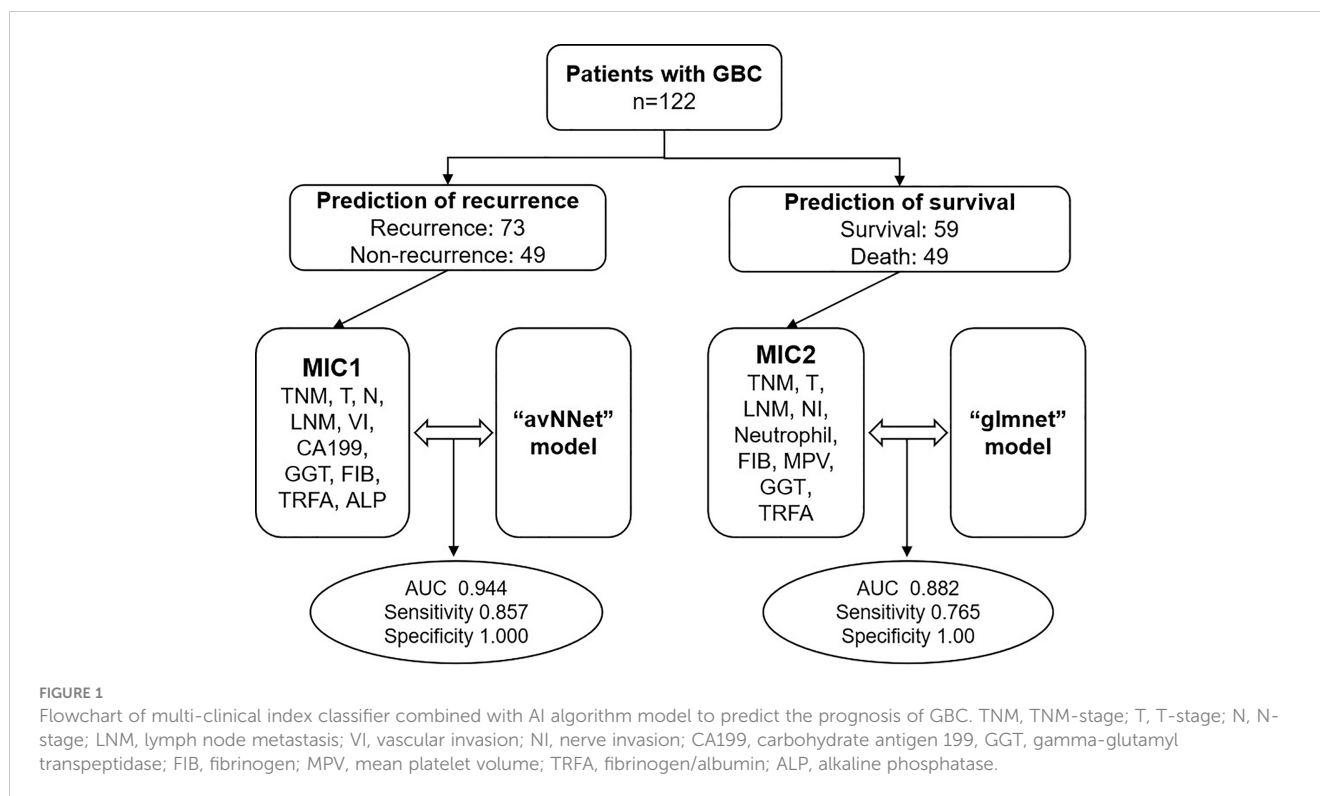 Patients with GBC
n=122
Prediction of recurrence
Recurrence: 73
Non-recurrence: 49
Prediction of survival
Survival: 59
Death: 49
MIC1
TNM, T, N,
LNM, VI,
CA199,
GGT, FIB,
TRFA, ALP
“avNNet”
model
MIC2
TNM, T,
LNM, NI,
Neutrophil,
FIB, MPV,
GGT,
TRFA
“glmnet”
model
AUC 0.944
Sensitivity 0.857
Specificity 1.000
AUC 0.882
Sensitivity 0.765
Specificity 1.00
FIGURE 1
Flowchart of multi-clinical index classifier combined with AI algorithm model to predict the prognosis of GBC. TNM, TNM-stage; T, T-stage; N, N-
stage; LNM, lymph node metastasis; VI, vascular invasion; NI, nerve invasion; CA199, carbohydrate antigen 199, GGT, gamma-glutamyl
transpeptidase; FIB, fibrinogen; MPV, mean platelet volume; TRFA, fibrinogen/albumin; ALP, alkaline phosphatase.